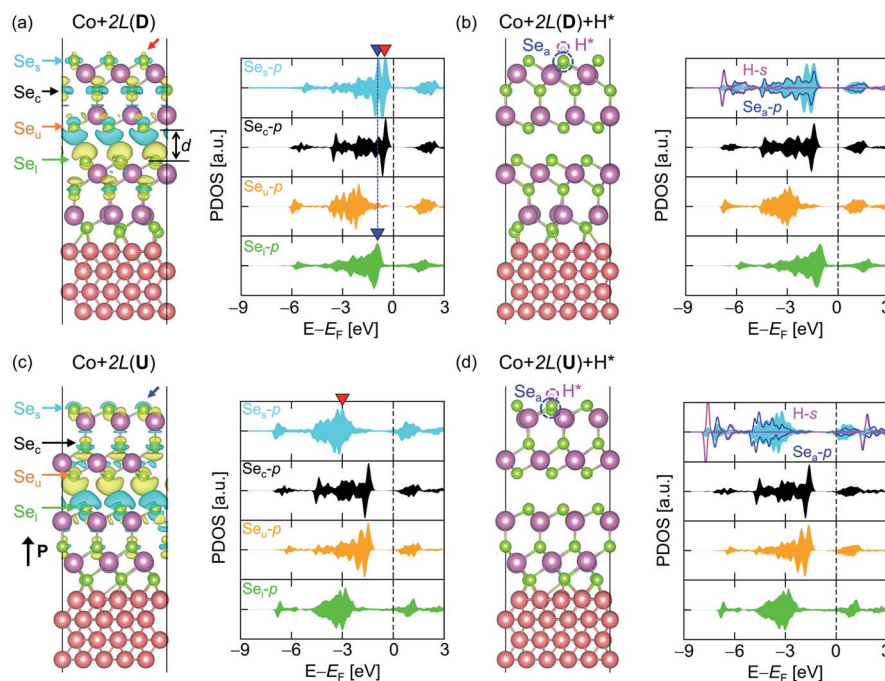 (a) Co+2L(D)
Se_s
Se_c
Se_u
Se_l
d
Se_s-p
Se_c-p
Se_u-p
Se_l-p
PDOS [a.u.]
−9 −6 −3 0 3
E−E_F [eV]
(b) Co+2L(D)+H*
Se_a H*
H-s
Se_a-p
PDOS [a.u.]
−9 −6 −3 0 3
E−E_F [eV]
(c) Co+2L(U)
Se_s
Se_c
Se_u
Se_l
P
Se_s-p
Se_c-p
Se_u-p
Se_l-p
PDOS [a.u.]
−9 −6 −3 0 3
E−E_F [eV]
(d) Co+2L(U)+H*
Se_a H*
H-s
Se_a-p
PDOS [a.u.]
−9 −6 −3 0 3
E−E_F [eV]